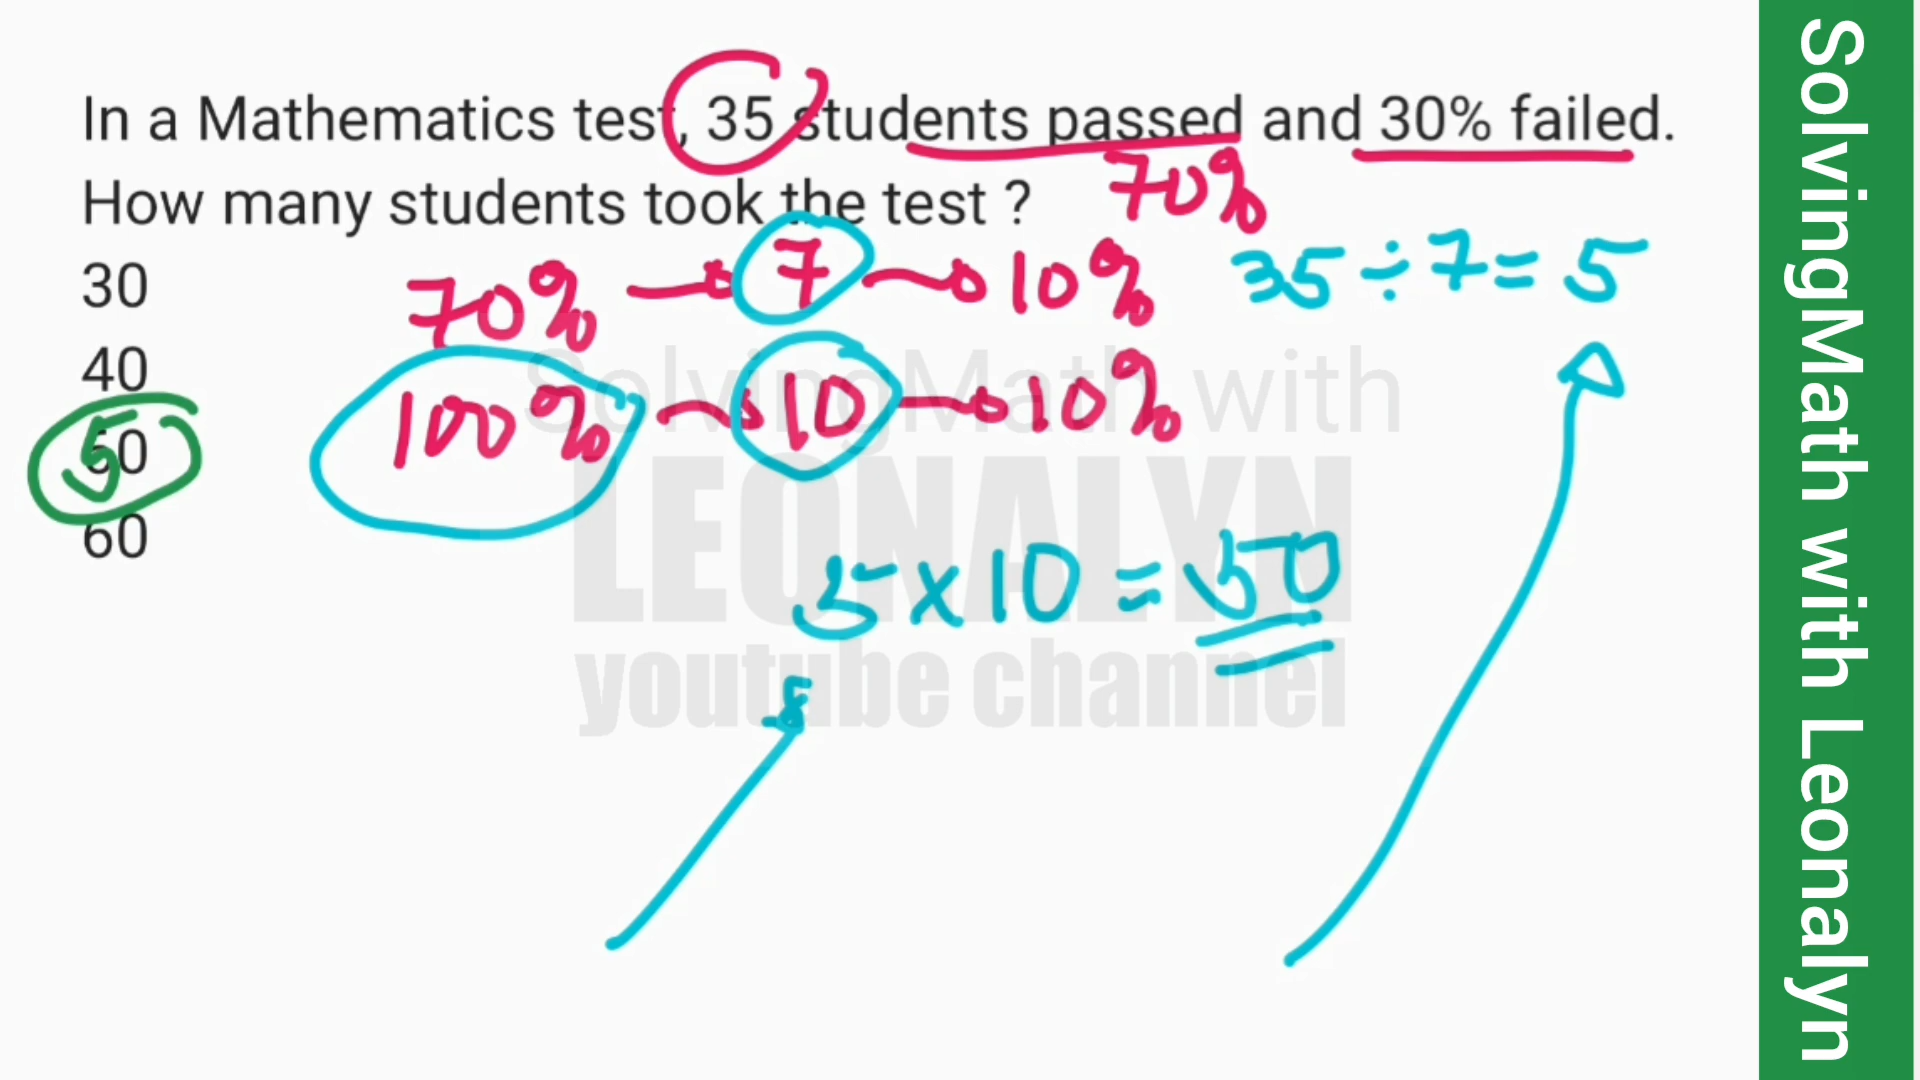 In a Mathematics test, 35 students passed and 30% failed.
70%
How many students took the test ?
30
70% 7 10% 35 ÷ 7 = 5
40
100% 10 10%
50
60
5 x 10 = 50
SolvingMath with
LEONALYN
youtube channel
SolvingMath with Leonalyn